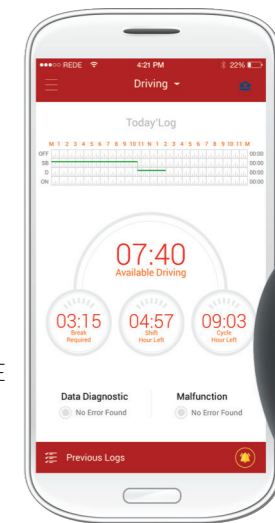 ●●●○○ REDE 4:21 PM 22%
Driving
Today'Log
M 1 2 3 4 5 6 7 8 9 10 11 N 1 2 3 4 5 6 7 8 9 10 11 M
OFF 00:00
SB 00:00
D 00:00
ON 00:00
07:40
Available Driving
03:15 04:57 09:03
Break Shift Cycle
Required Hour Left Hour Left
Data Diagnostic Malfunction
No Error Found No Error Found
E
Previous Logs